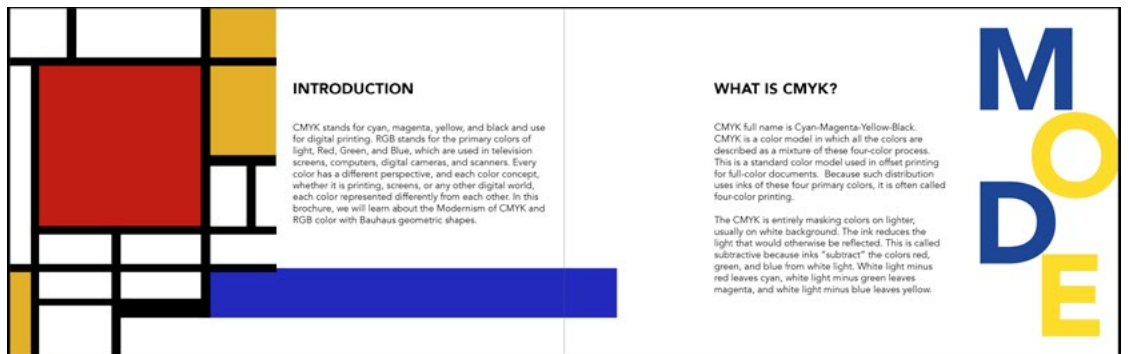 INTRODUCTION
CMYK stands for cyan, magenta, yellow, and black and use
for digital printing. RGB stands for the primary colors of
light, Red, Green, and Blue, which are used in television
screens, computers, digital cameras, and scanners. Every
color has a different perspective, and each color concept,
whether it is printing, screens, or any other digital world,
each color represented differently from each other. In this
brochure, we will learn about the Modernism of CMYK and
RGB color with Bauhaus geometric shapes.
WHAT IS CMYK?
CMYK full name is Cyan-Magenta-Yellow-Black.
CMYK is a color model in which all the colors are
described as a mixture of these four-color process.
This is a standard color model used in offset printing
for full-color documents. Because such distribution
uses inks of these four primary colors, it is often called
four-color printing.
The CMYK is entirely masking colors on lighter,
usually on white background. The ink reduces the
light that would otherwise be reflected. This is called
subtractive because inks "subtract" the colors red,
green, and blue from white light. White light minus
red leaves cyan, white light minus green leaves
magenta, and white light minus blue leaves yellow.
M
O
D
E